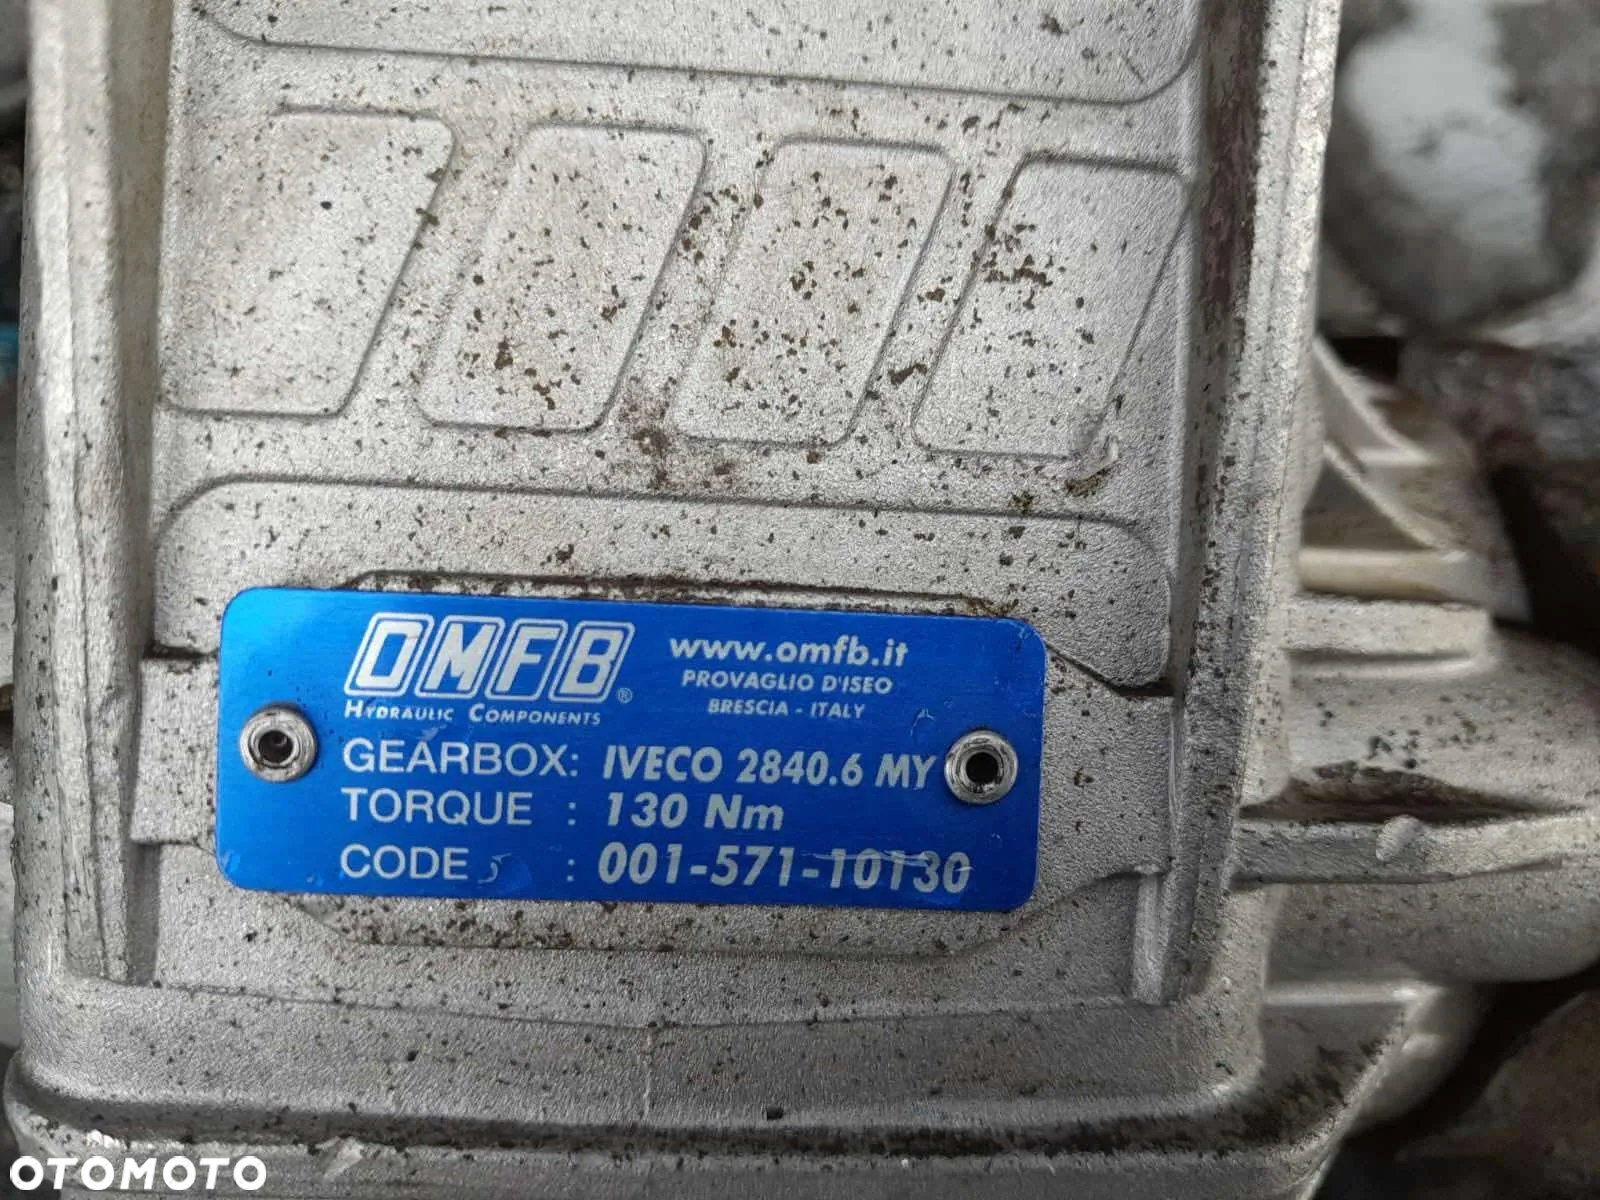 OMFB®
HYDRAULIC COMPONENTS
www.omfb.it
PROVAGLIO D'ISEO
BRESCIA - ITALY
GEARBOX: IVECO 2840.6 MY
TORQUE : 130 Nm
CODE : 001-571-10130
OTOMOTO